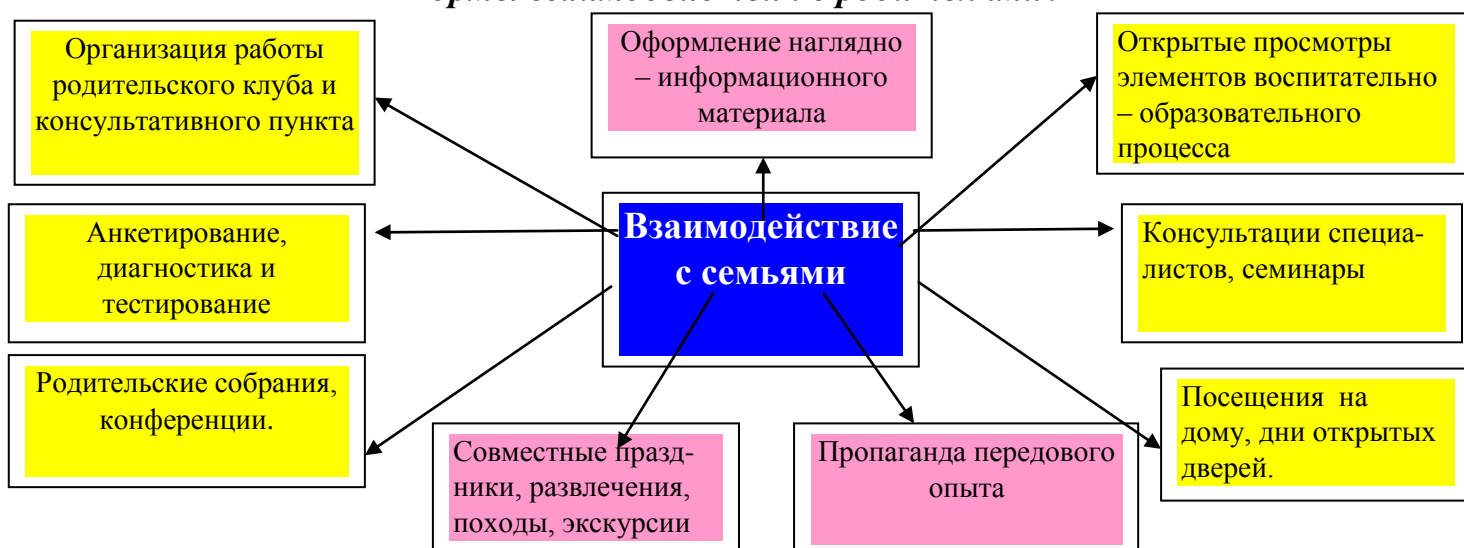 Организация работы
родительского клуба и
консультативного пункта
Оформление наглядно
– информационного
материала
Открытые просмотры
элементов воспитательно
– образовательного
процесса
Взаимодействие
с семьями
Анкетирование,
диагностика и
тестирование
Консультации специа-
листов, семинары
Родительские собрания,
конференции.
Совместные празд-
ники, развлечения,
походы, экскурсии
Пропаганда передового
опыта
Посещения на
дому, дни открытых
дверей.